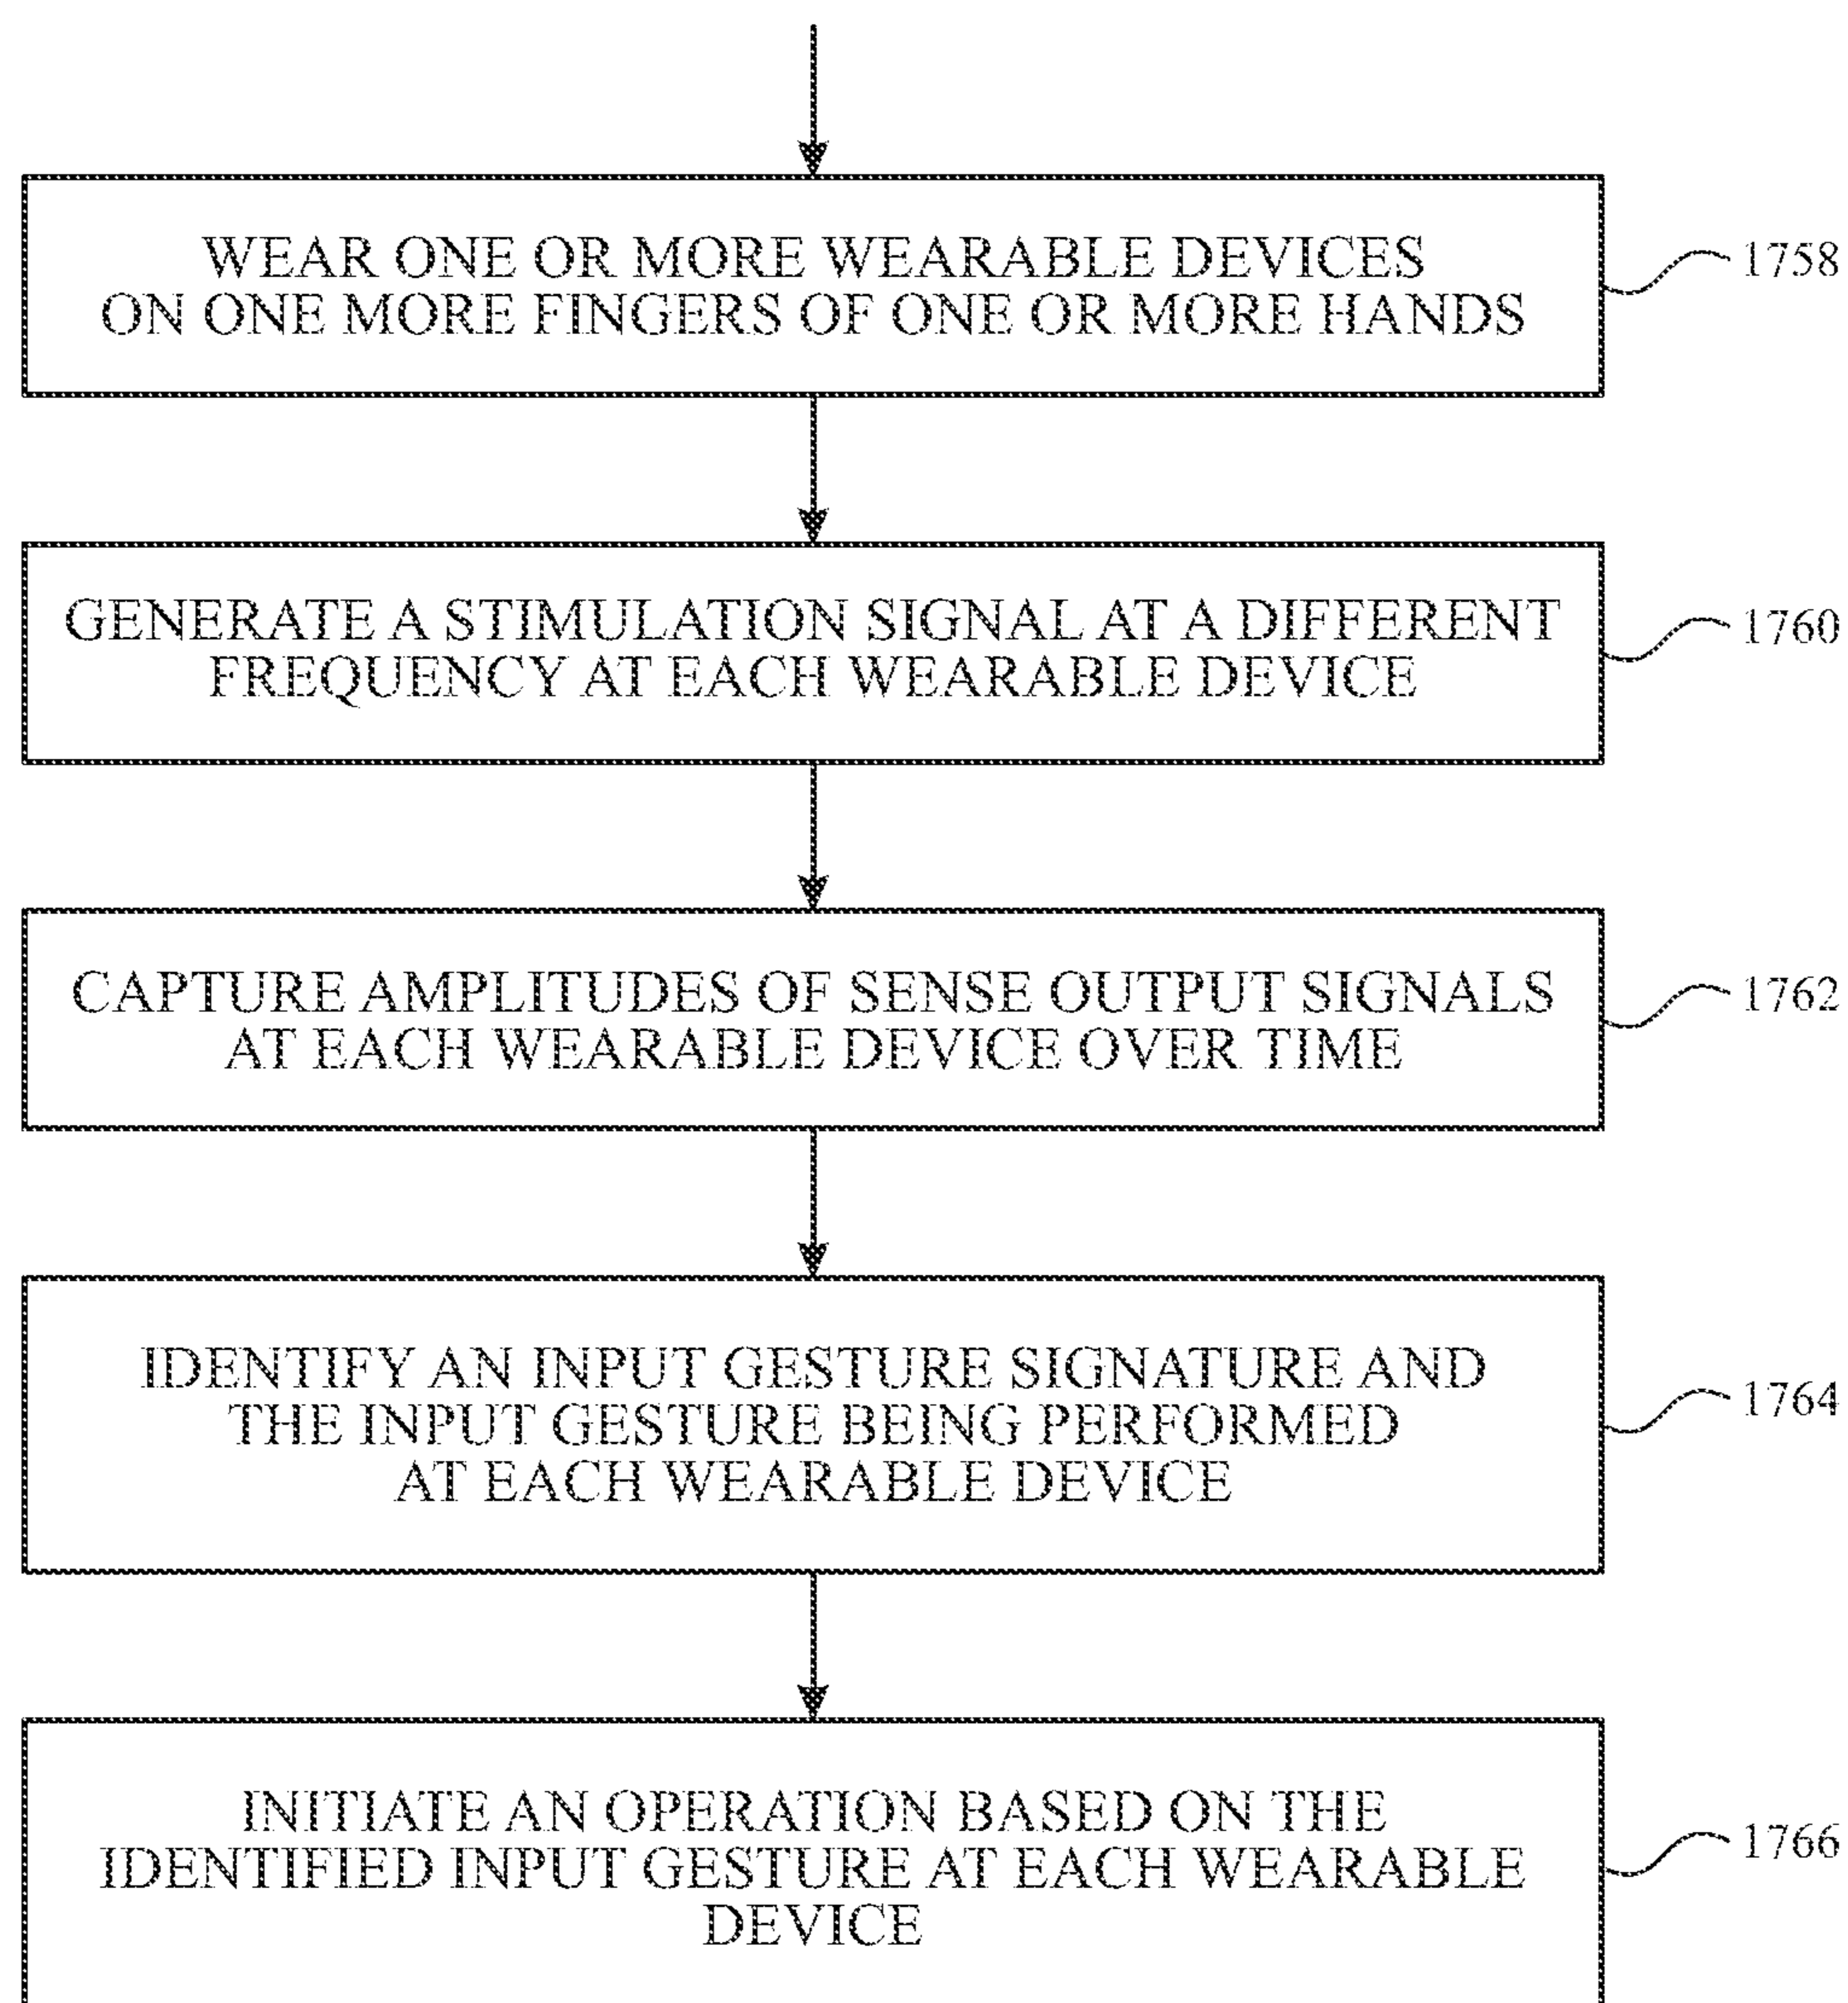 WEAR ONE OR MORE WEARABLE DEVICES
ON ONE MORE FINGERS OF ONE OR MORE HANDS
1758
GENERATE A STIMULATION SIGNAL AT A DIFFERENT
FREQUENCY AT EACH WEARABLE DEVICE
1760
CAPTURE AMPLITUDES OF SENSE OUTPUT SIGNALS
AT EACH WEARABLE DEVICE OVER TIME
1762
IDENTIFY AN INPUT GESTURE SIGNATURE AND
THE INPUT GESTURE BEING PERFORMED
AT EACH WEARABLE DEVICE
1764
INITIATE AN OPERATION BASED ON THE
IDENTIFIED INPUT GESTURE AT EACH WEARABLE
DEVICE
1766